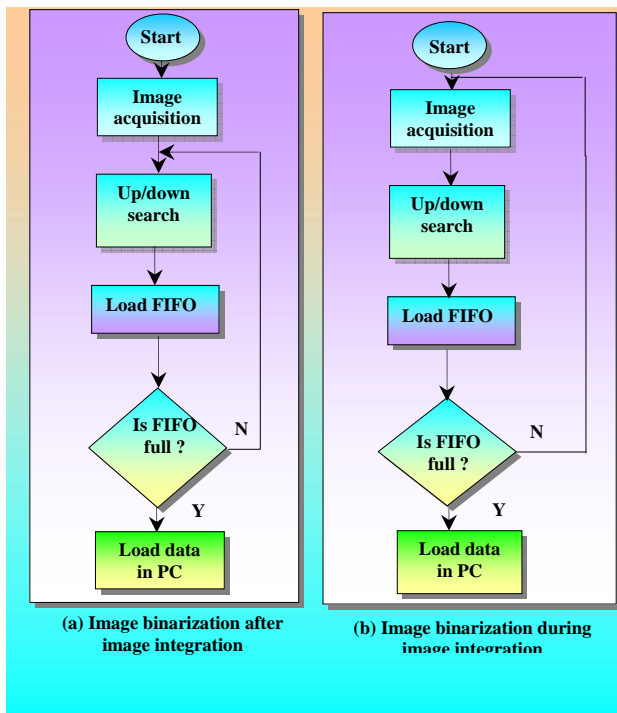 Start
Image
acquisition
Up/down
search
Load FIFO
Is FIFO
full ?
N
Y
Load data
in PC
(a) Image binarization after
image integration
Start
Image
acquisition
Up/down
search
Load FIFO
Is FIFO
full ?
N
Y
Load data
in PC
(b) Image binarization during
image integration